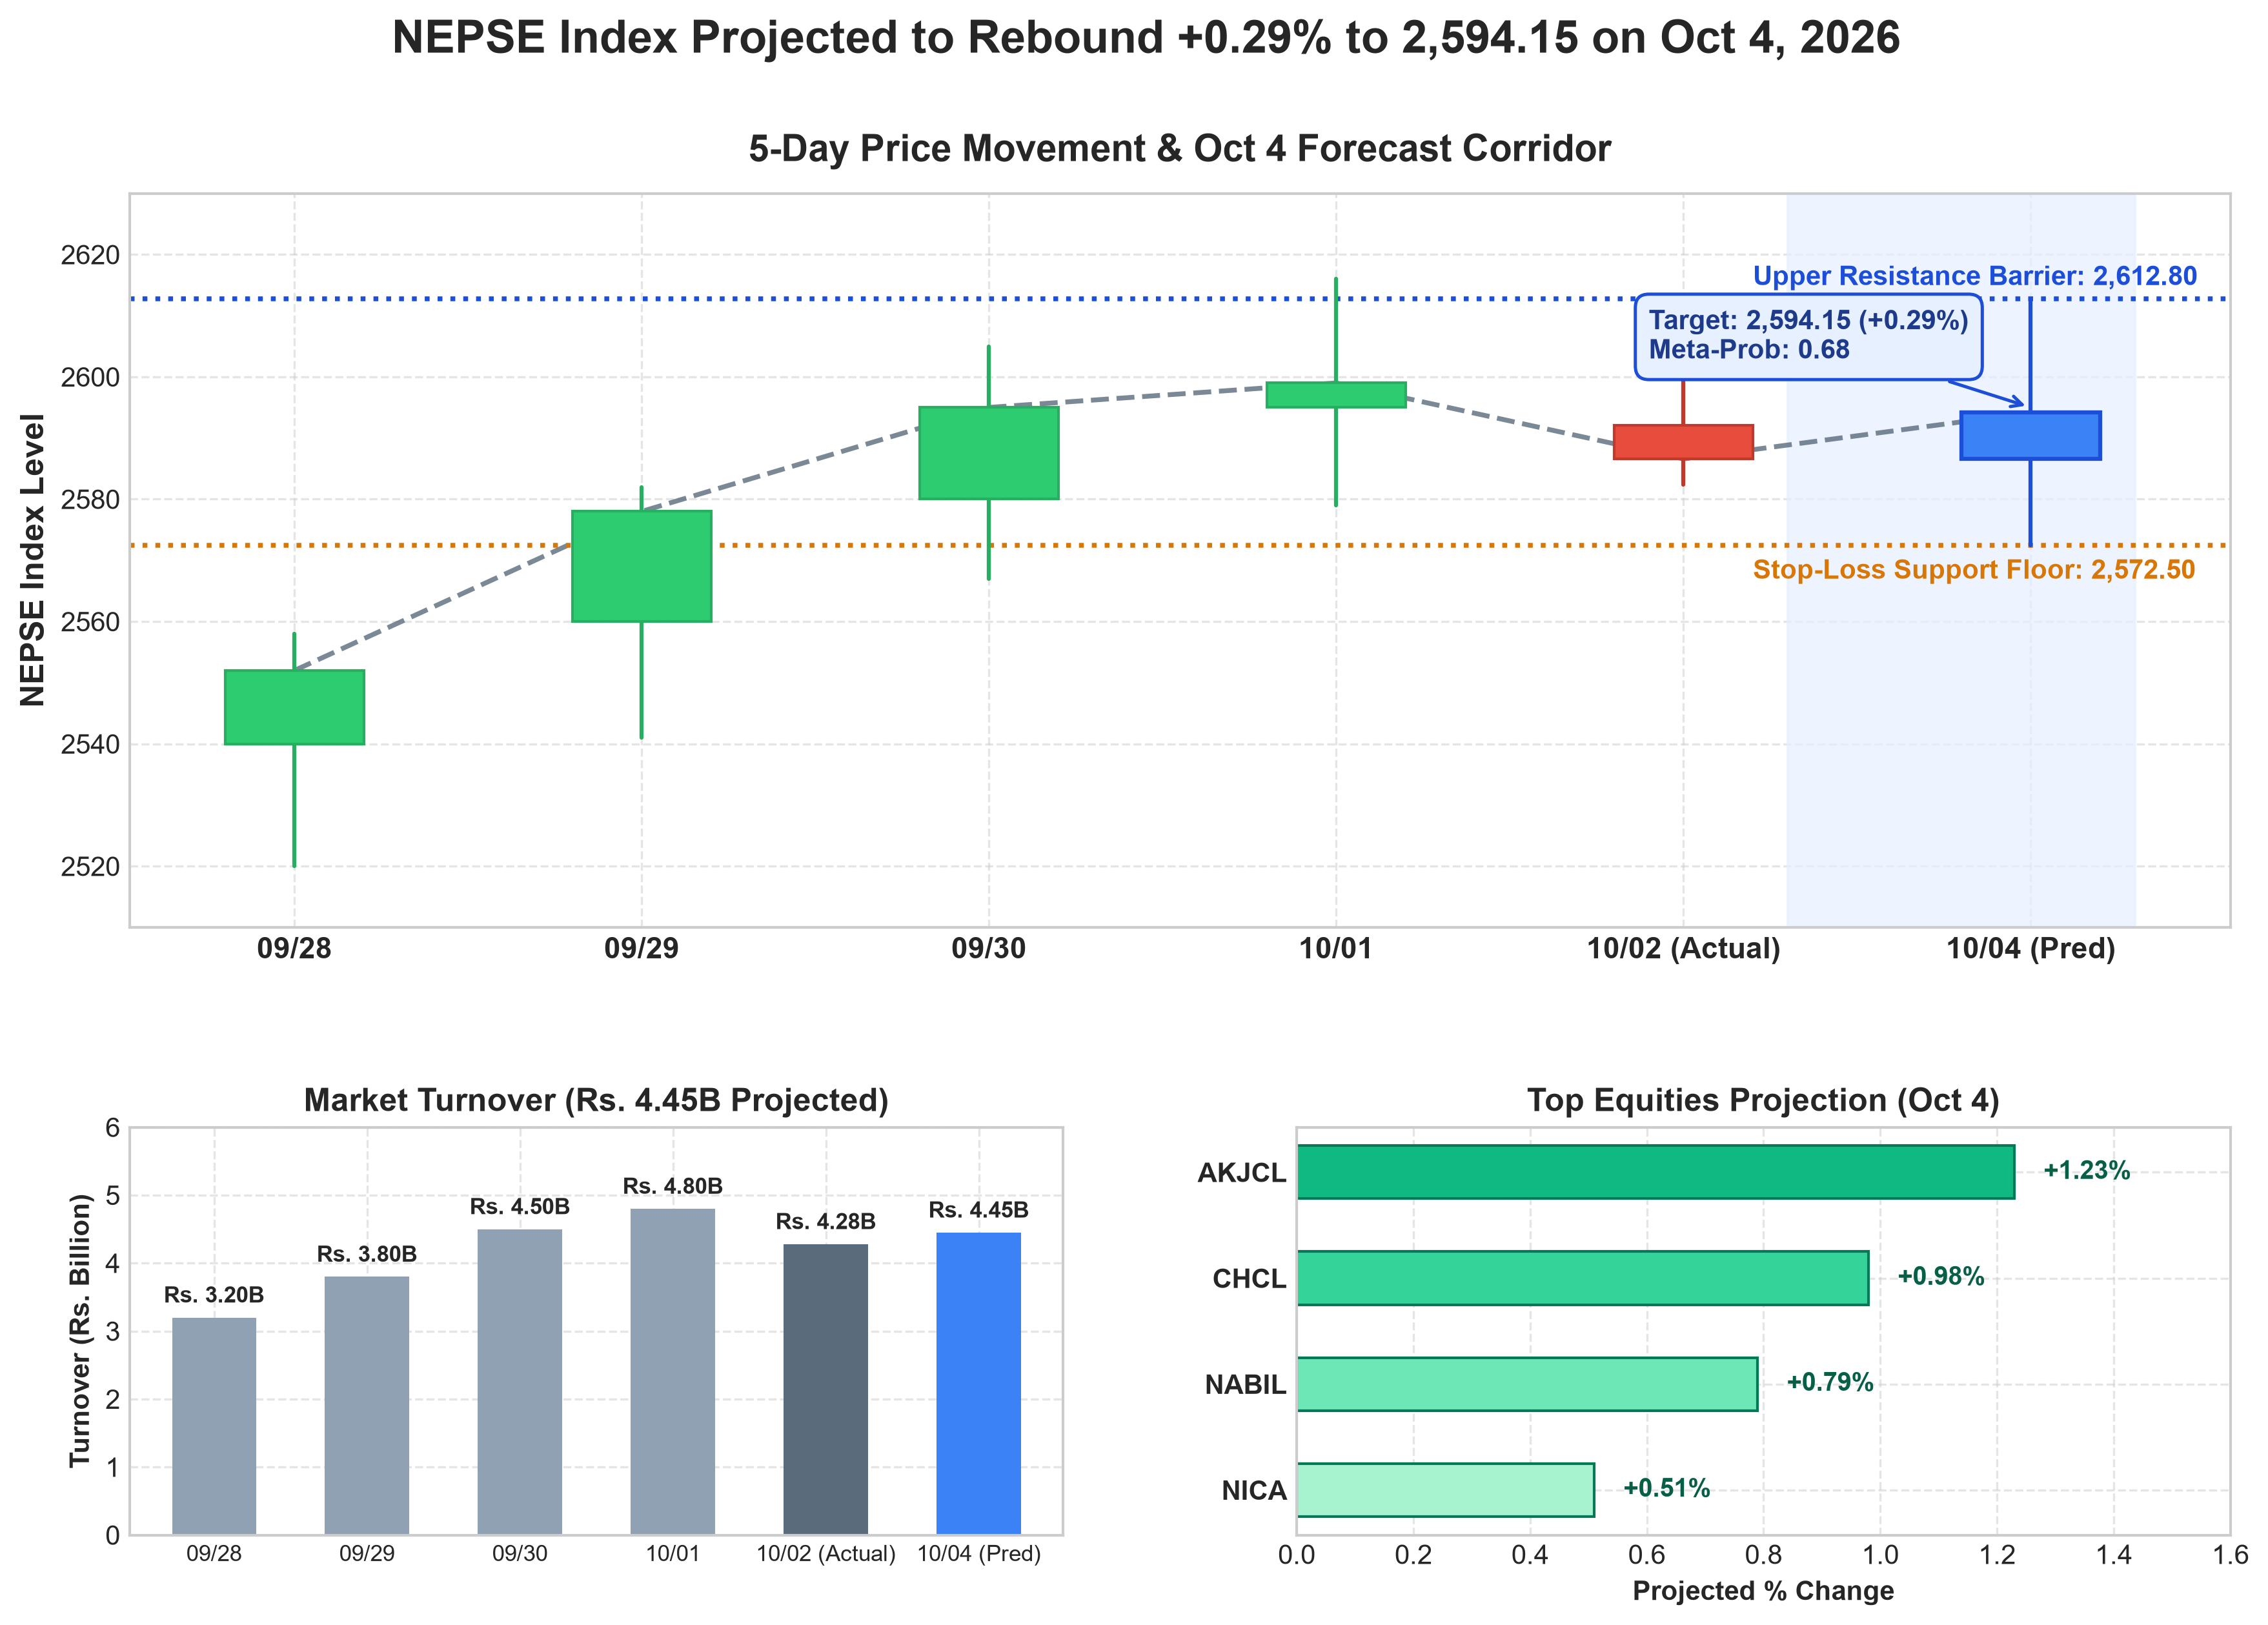 NEPSE Index Projected to Rebound +0.29% to 2,594.15 on Oct 4, 2026
5-Day Price Movement & Oct 4 Forecast Corridor
NEPSE Index Level
2620
2600
2580
2560
2540
2520
Upper Resistance Barrier: 2,612.80
Target: 2,594.15 (+0.29%)
Meta-Prob: 0.68
Stop-Loss Support Floor: 2,572.50
09/28
09/29
09/30
10/01
10/02 (Actual)
10/04 (Pred)
Market Turnover (Rs. 4.45B Projected)
Turnover (Rs. Billion)
6
5
4
3
2
1
0
Rs. 3.20B
Rs. 3.80B
Rs. 4.50B
Rs. 4.80B
Rs. 4.28B
Rs. 4.45B
09/28
09/29
09/30
10/01
10/02 (Actual)
10/04 (Pred)
Top Equities Projection (Oct 4)
AKJCL
+1.23%
CHCL
+0.98%
NABIL
+0.79%
NICA
+0.51%
0.0
0.2
0.4
0.6
0.8
1.0
1.2
1.4
1.6
Projected % Change